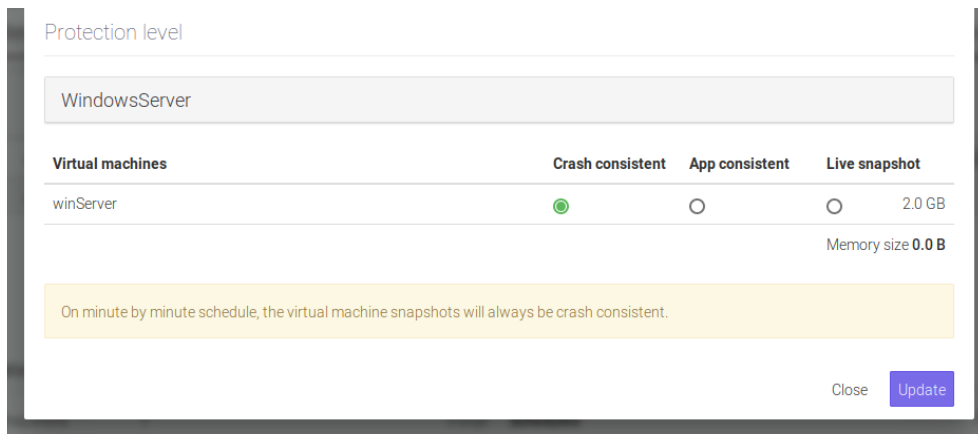 Protection level
WindowsServer
Virtual machines Crash consistent App consistent Live snapshot
winServer 2.0 GB
Memory size 0.0 B
On minute by minute schedule, the virtual machine snapshots will always be crash consistent.
Close Update